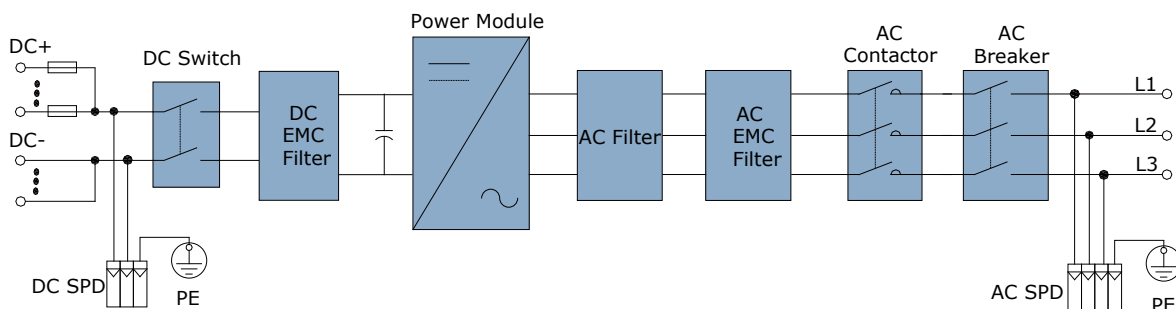 Power Module
DC+
DC Switch
AC
Contactor
AC
Breaker
DC
EMC
Filter
AC Filter
AC
EMC
Filter
L1
L2
L3
DC-
DC SPD
PE
AC SPD
PE